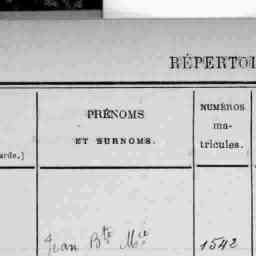 RÉPERTOI
PRÉNOMS
ET SURNOMS.
NUMÉROS
ma-
tricules.
arde.)
Jean Bte Mie 1542